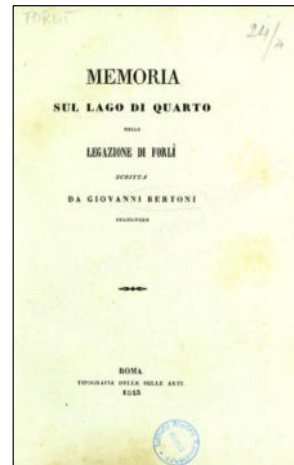 FORLÌ
24/4
MEMORIA
SUL LAGO DI QUARTO
NELLA
LEGAZIONE DI FORLÌ
SCRITTA
DA GIOVANNI BERTONI
ROMA
TIPOGRAFIA DELLE BELLE ARTI
1843